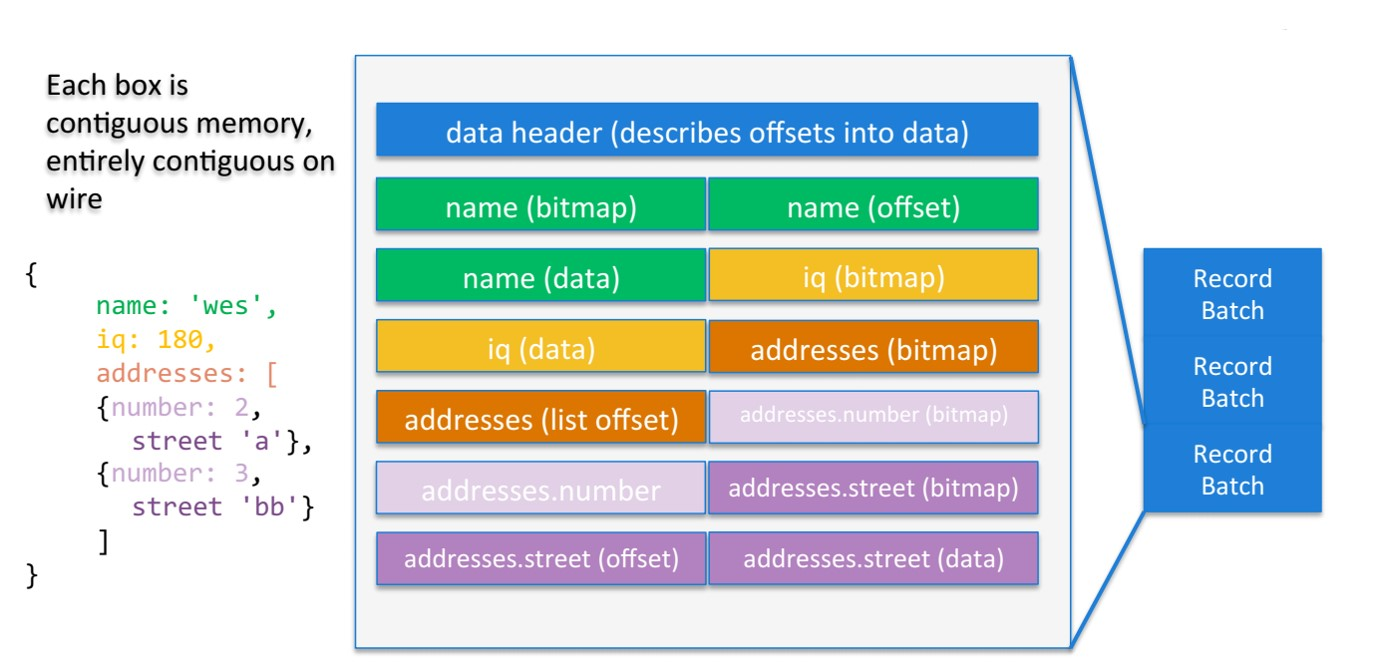 Each box is
contiguous memory,
entirely contiguous on
wire
{
name: 'wes',
iq: 180,
addresses: [
{number: 2,
street 'a'},
{number: 3,
street 'bb'}
]
}
data header (describes offsets into data)
name (bitmap) name (offset)
name (data) iq (bitmap)
iq (data) addresses (bitmap)
addresses (list offset) addresses.number (bitmap)
addresses.number addresses.street (bitmap)
addresses.street (offset) addresses.street (data)
Record
Batch
Record
Batch
Record
Batch